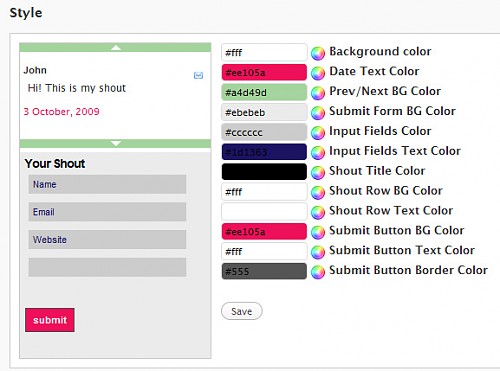 Style
John
Hi! This is my shout
3 October, 2009
Your Shout
Name
Email
Website
submit
#fff Background color
#ee105a Date Text Color
#a4d49d Prev/Next BG Color
#ebebeb Submit Form BG Color
#cccccc Input Fields Color
#1d1363 Input Fields Text Color
Shout Title Color
#fff Shout Row BG Color
Shout Row Text Color
#ee105a Submit Button BG Color
#fff Submit Button Text Color
#555 Submit Button Border Color
Save